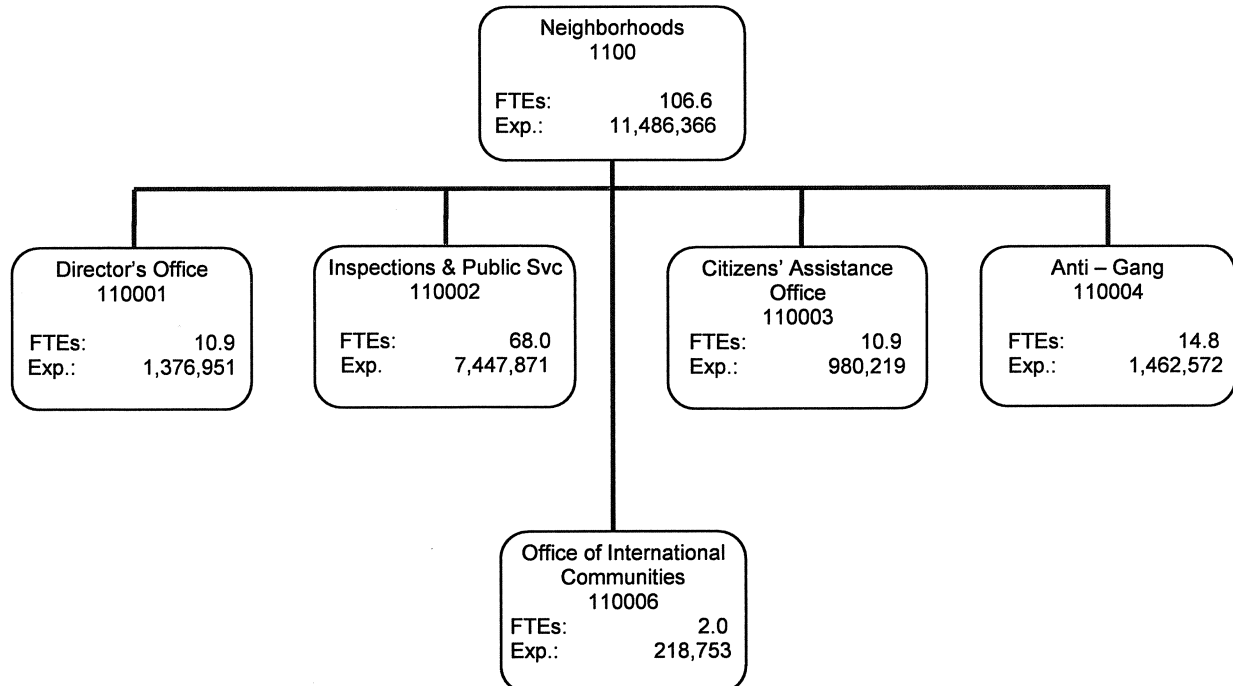 Neighborhoods
1100
FTEs: 106.6
Exp.: 11,486,366
Director's Office
110001
FTEs: 10.9
Exp.: 1,376,951
Inspections & Public Svc
110002
FTEs: 68.0
Exp. 7,447,871
Citizens' Assistance
Office
110003
FTEs: 10.9
Exp.: 980,219
Anti – Gang
110004
FTEs: 14.8
Exp.: 1,462,572
Office of International
Communities
110006
FTEs: 2.0
Exp.: 218,753